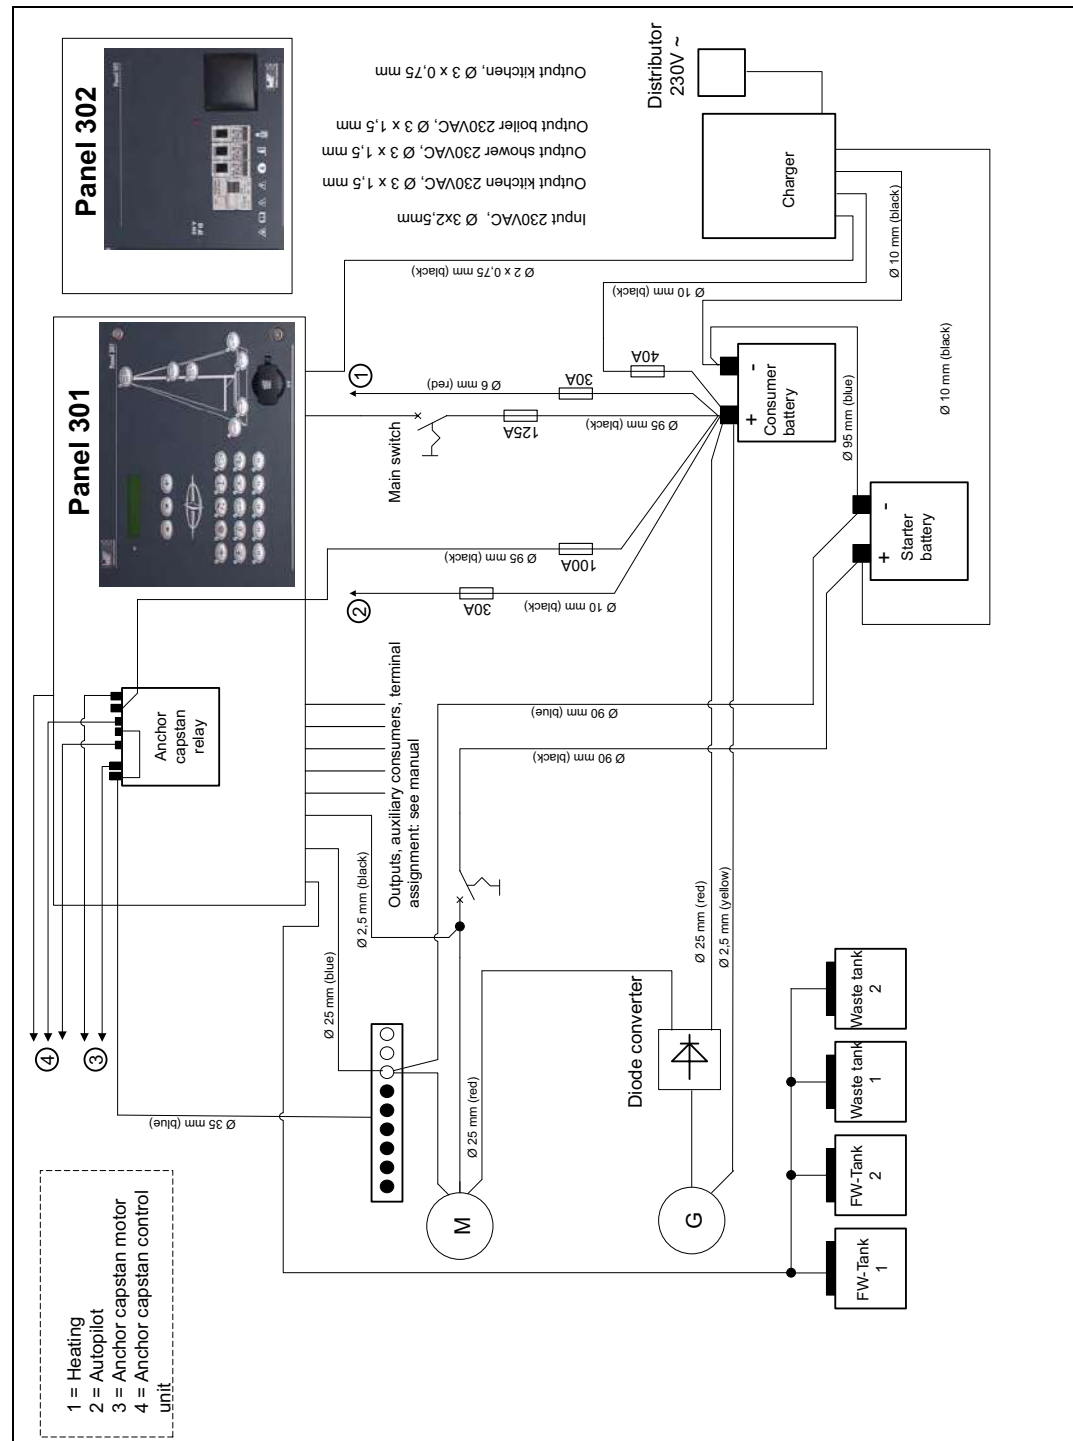 Panel 302
Panel 301
Output kitchen, Ø 3 x 0,75 mm
Output boiler 230VAC, Ø 3 x 1,5 mm
Output shower 230VAC, Ø 3 x 1,5 mm
Output kitchen 230VAC, Ø 3 x 1,5 mm
Input 230VAC, Ø 3x2,5mm
Distributor
230V ~
Charger
Ø 2 x 0,75 mm (black)
Ø 10 mm (black)
Ø 10 mm (black)
Ø 10 mm (black)
40A
1
Ø 6 mm (red)
30A
Main switch
125A
Ø 95 mm (black)
+
-
Consumer
battery
Ø 95 mm (blue)
+
-
Starter
battery
Ø 95 mm (black)
100A
2
30A
Ø 10 mm (black)
Anchor
capstan
relay
Outputs, auxiliary consumers, terminal
assignment: see manual
Ø 90 mm (blue)
Ø 90 mm (black)
Ø 2,5 mm (black)
Ø 25 mm (blue)
Ø 25 mm (red)
Ø 2,5 mm (yellow)
4
3
Ø 35 mm (blue)
Ø 25 mm (red)
Diode converter
M
G
Waste tank
2
Waste tank
1
FW-Tank
2
FW-Tank
1
1 = Heating
2 = Autopilot
3 = Anchor capstan motor
4 = Anchor capstan control
unit